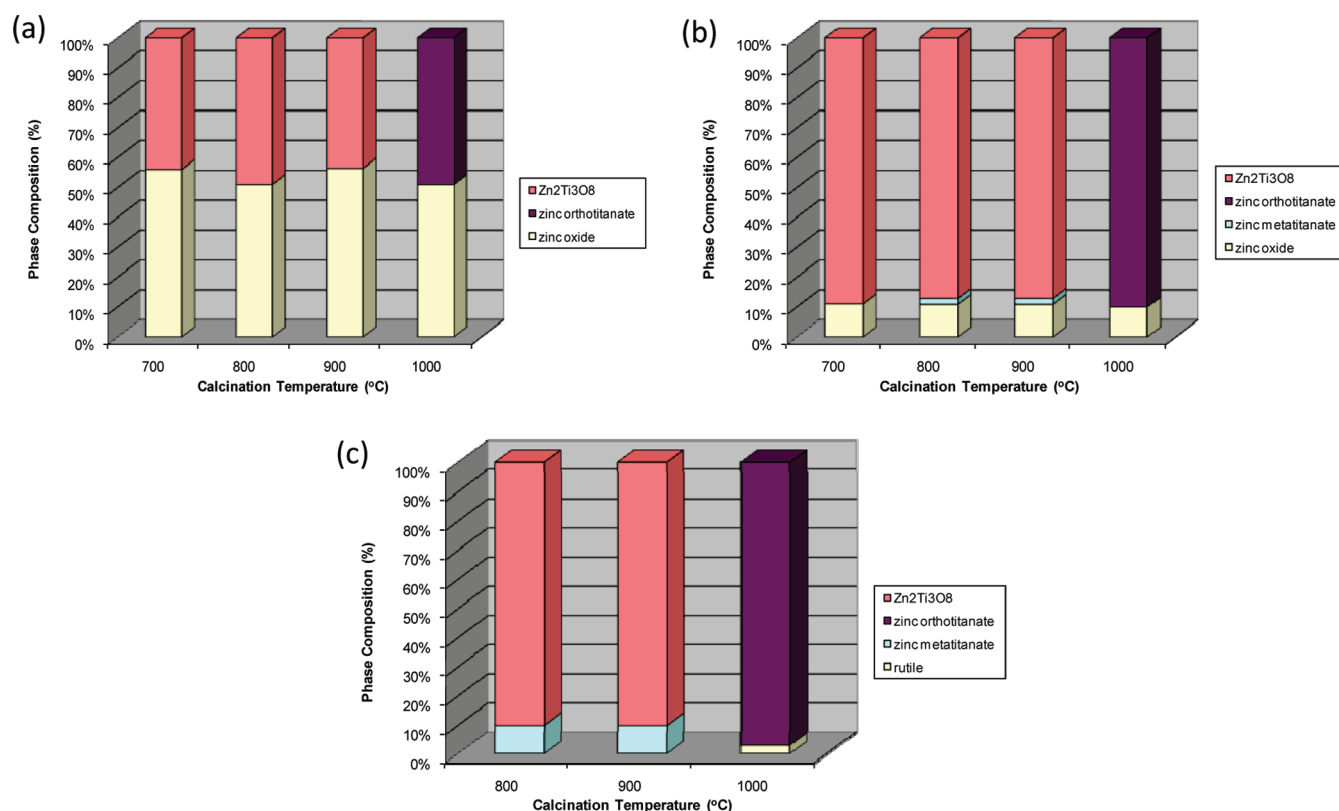 (a)
100%
90%
80%
70%
60%
50%
40%
30%
20%
10%
0%
Phase Composition (%)
700 800 900 1000
Calcination Temperature (ºC)
Zn2Ti3O8
zinc orthotitanate
zinc oxide
(b)
100%
90%
80%
70%
60%
50%
40%
30%
20%
10%
0%
Phase Composition (%)
700 800 900 1000
Calcination Temperature (ºC)
Zn2Ti3O8
zinc orthotitanate
zinc metatitanate
zinc oxide
(c)
100%
90%
80%
70%
60%
50%
40%
30%
20%
10%
0%
Phase Composition (%)
800 900 1000
Calcination Temperature (ºC)
Zn2Ti3O8
zinc orthotitanate
zinc metatitanate
rutile